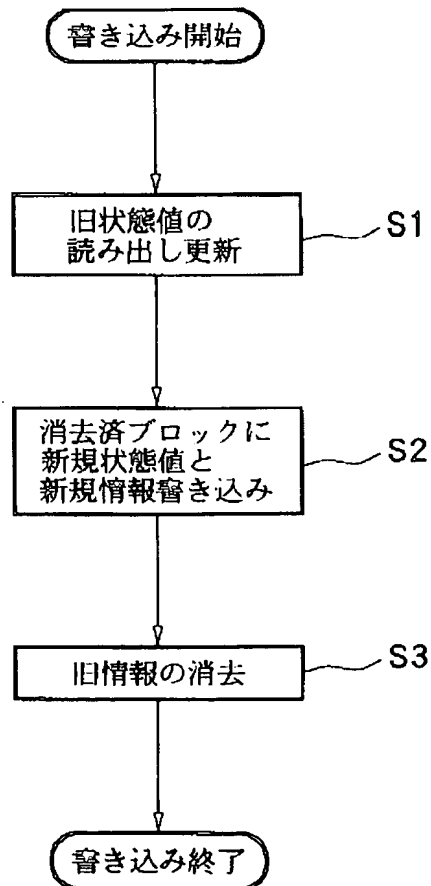 書き込み開始
旧状態値の
読み出し更新
S1
消去済ブロックに
新規状態値と
新規情報書き込み
S2
旧情報の消去
S3
書き込み終了